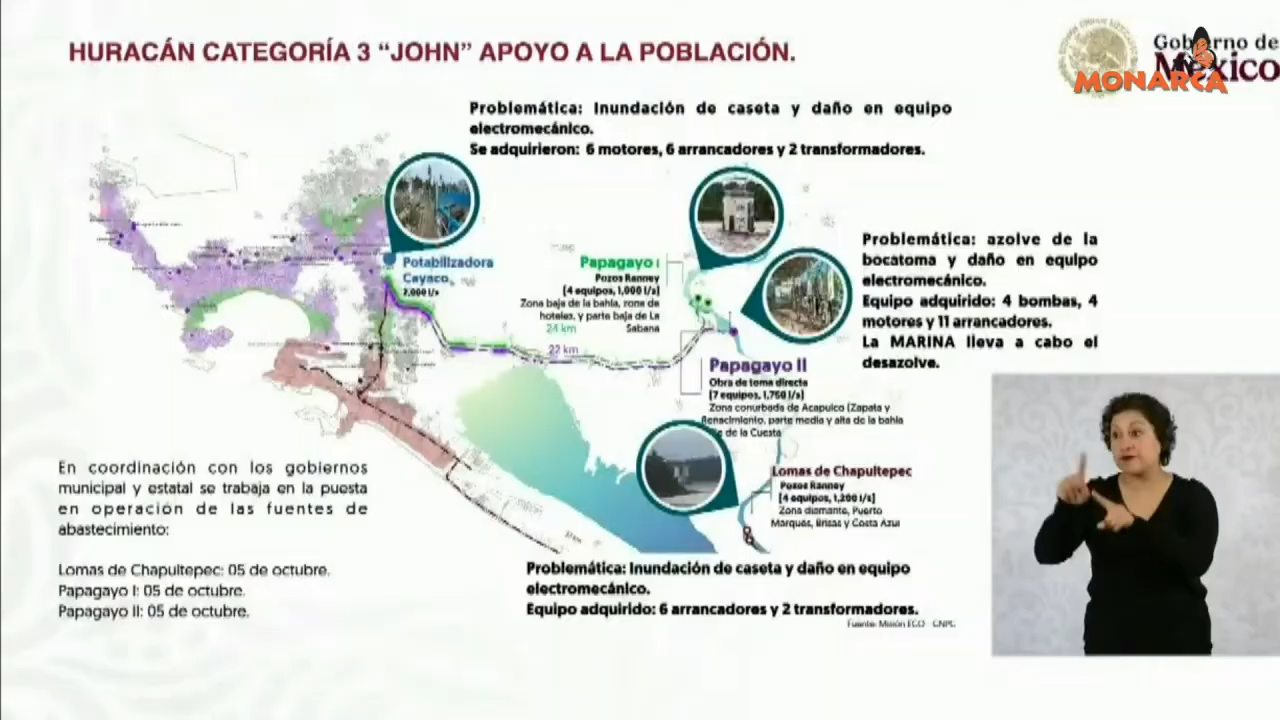 HURACÁN CATEGORÍA 3 “JOHN” APOYO A LA POBLACIÓN.
Gobierno de
México
MONARCA
Problemática: Inundación de caseta y daño en equipo
electromecánico.
Se adquirieron: 6 motores, 6 arrancadores y 2 transformadores.
Potabilizadora
Cayaco
2,000 l/s
Papagayo I
Pozos Ranney
(4 equipos, 1,000 l/s)
Zona baja de la bahía, zona de
hoteles, y parte baja de La
Sabana
24 km
22 km
Problemática: azolve de la
bocatoma y daño en equipo
electromecánico.
Equipo adquirido: 4 bombas, 4
motores y 11 arrancadores.
La MARINA lleva a cabo el
desazolve.
Papagayo II
Obra de toma directa
(7 equipos, 1,750 l/s)
Zona conurbada de Acapulco (Zapata y
Renacimiento, parte media y alta de la bahía
de la Cuesta
Lomas de Chapultepec
Pozos Ranney
(4 equipos, 1,200 l/s)
Zona diamante, Puerto
Marqués, Brisas y Costa Azul
En coordinación con los gobiernos
municipal y estatal se trabaja en la puesta
en operación de las fuentes de
abastecimiento:
Lomas de Chapultepec: 05 de octubre.
Papagayo I: 05 de octubre.
Papagayo II: 05 de octubre.
Problemática: Inundación de caseta y daño en equipo
electromecánico.
Equipo adquirido: 6 arrancadores y 2 transformadores.
Fuente: Misión ECO - CNPC